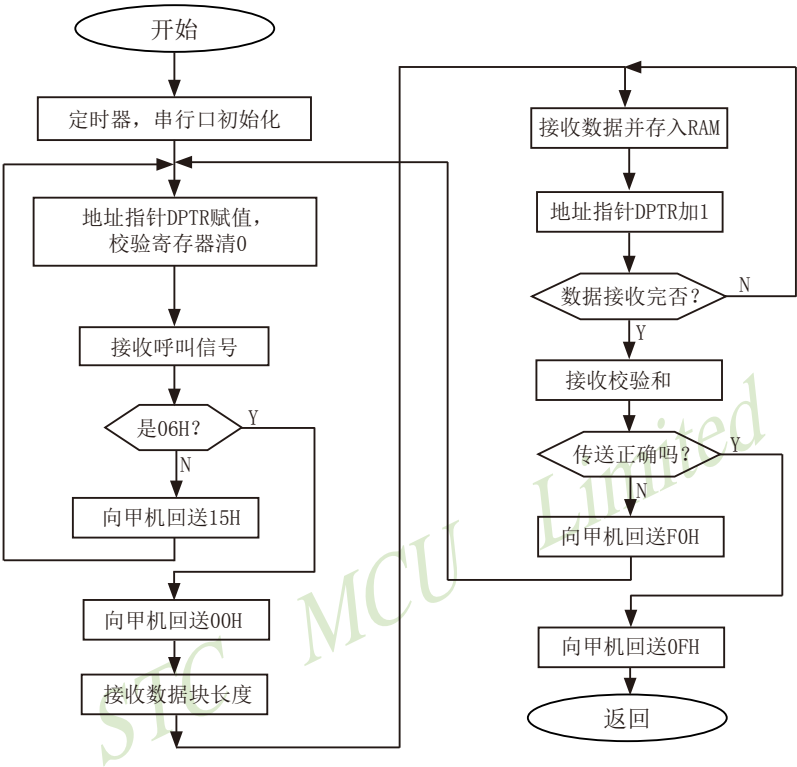 开始
定时器，串行口初始化
地址指针DPTR赋值，
校验寄存器清0
接收呼叫信号
是06H？
Y
N
向甲机回送15H
向甲机回送00H
接收数据块长度
接收数据并存入RAM
地址指针DPTR加1
数据接收完否？
N
Y
接收校验和
传送正确吗？
Y
N
向甲机回送F0H
向甲机回送0FH
返回
STC MCU Limited